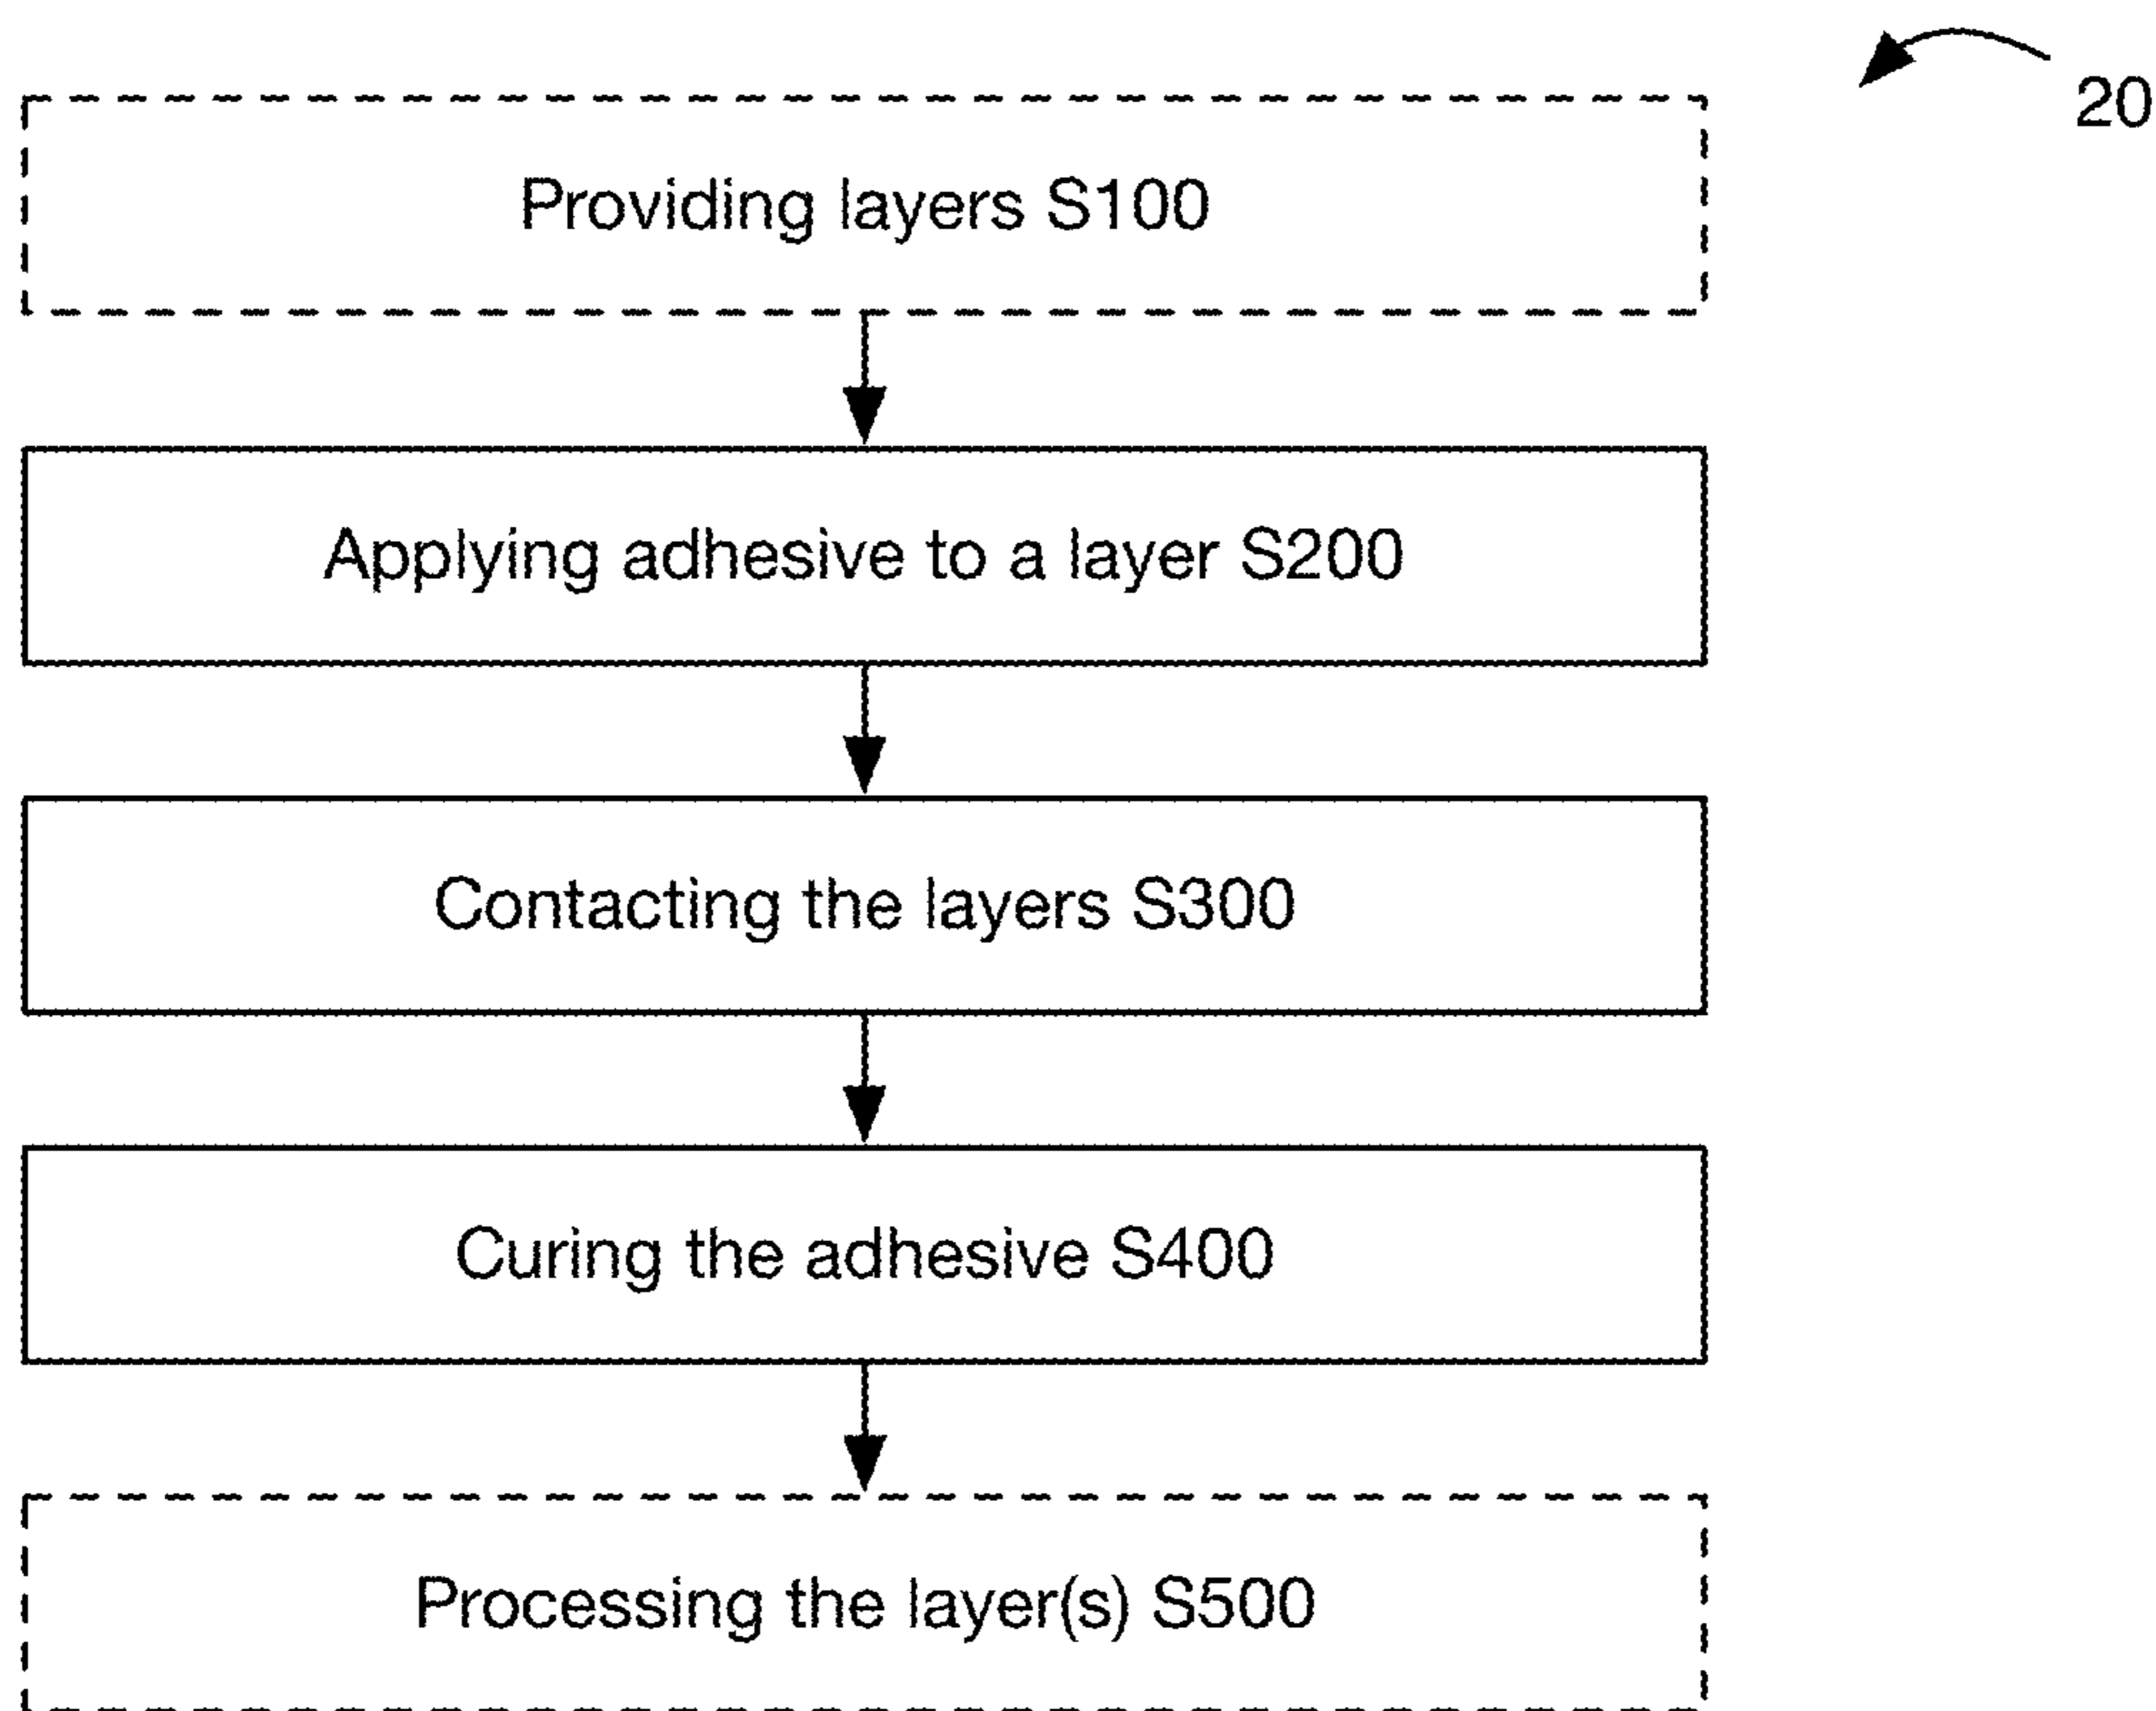 20
Providing layers S100
Applying adhesive to a layer S200
Contacting the layers S300
Curing the adhesive S400
Processing the layer(s) S500